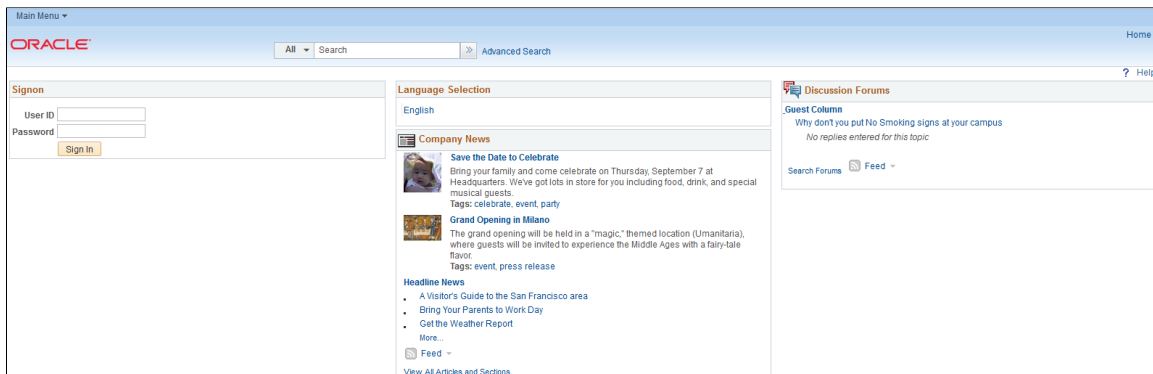 Main Menu
Home
ORACLE
All
Search
Advanced Search
? Help
Signon
User ID
Password
Sign In
Language Selection
English
Company News
Save the Date to Celebrate
Bring your family and come celebrate on Thursday, September 7 at
Headquarters. We've got lots in store for you including food, drink, and special
musical guests.
Tags: celebrate, event, party
Grand Opening in Milano
The grand opening will be held in a "magic," themed location (Umanitaria),
where guests will be invited to experience the Middle Ages with a fairy-tale
flavor.
Tags: event, press release
Headline News
A Visitor's Guide to the San Francisco area
Bring Your Parents to Work Day
Get the Weather Report
More...
Feed
View All Articles and Sections
Discussion Forums
Guest Column
Why don't you put No Smoking signs at your campus
No replies entered for this topic
Search Forums
Feed